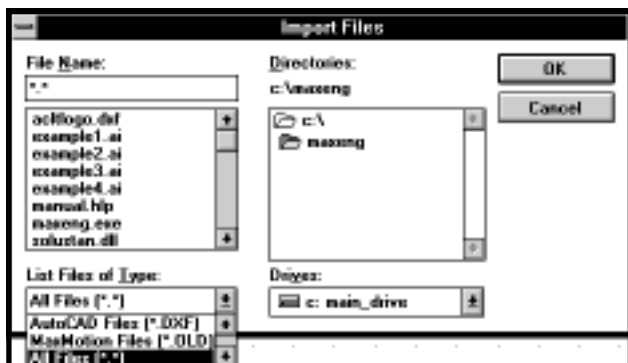 Import Files
File Name:
*.*
acltlogo.dxf
example1.ai
example2.ai
example3.ai
example4.ai
manual.hlp
maxeng.exe
Directories:
c:\maxeng
c:\
maxeng
OK
Cancel
List Files of Type:
All Files (*.*)
AutoCAD Files (*.DXF)
MaxMotion Files (*.OLD)
All Files (*.*)
Drives:
c: main_drive